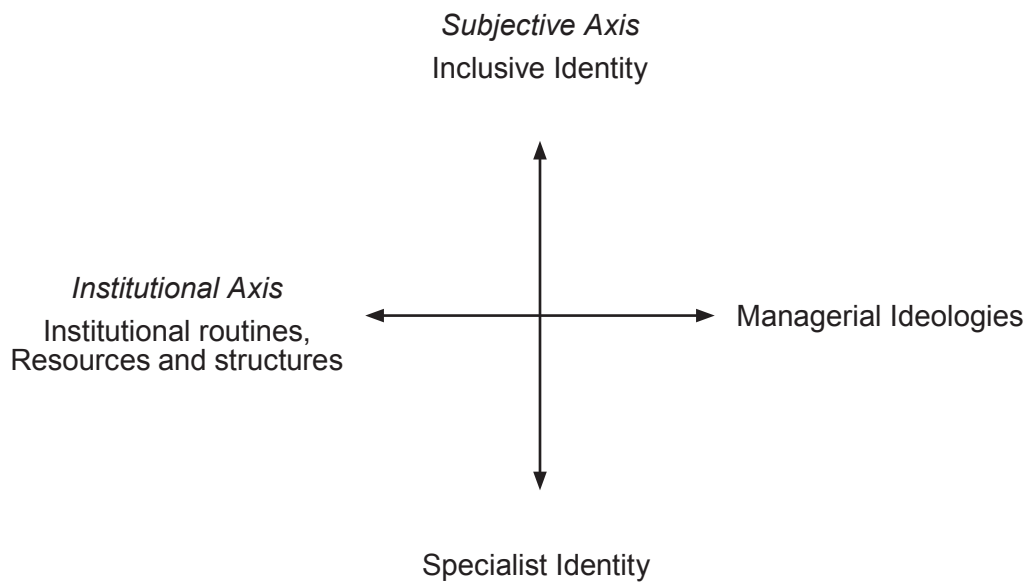 Subjective Axis
Inclusive Identity
Institutional Axis
Institutional routines,
Resources and structures
Managerial Ideologies
Specialist Identity